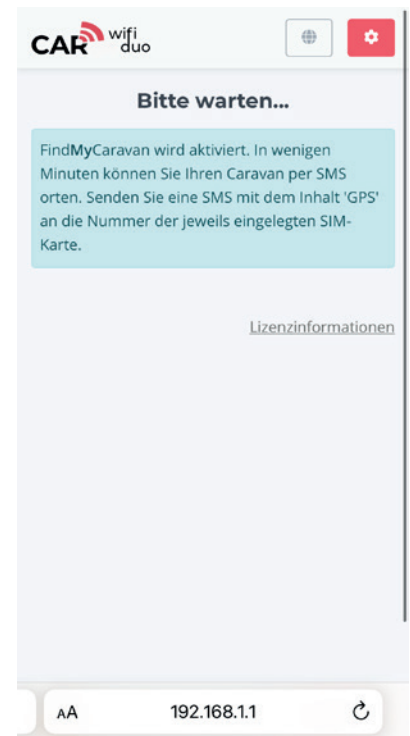 CAR wifi
duo
Bitte warten...
FindMyCaravan wird aktiviert. In wenigen
Minuten können Sie Ihren Caravan per SMS
orten. Senden Sie eine SMS mit dem Inhalt 'GPS'
an die Nummer der jeweils eingelegten SIM-
Karte.
Lizenzinformationen
AA 192.168.1.1